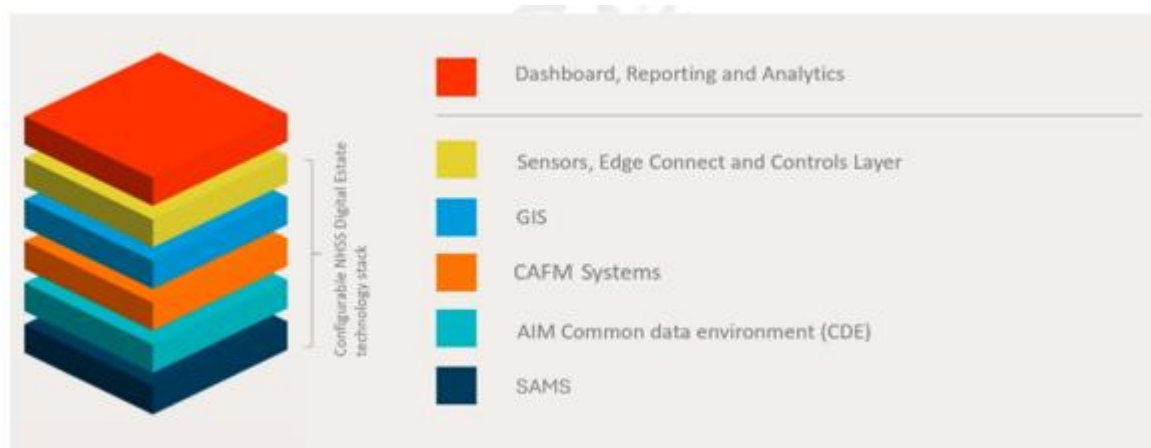 Configurable NHSS Digital Estate
technology stack
Dashboard, Reporting and Analytics
Sensors, Edge Connect and Controls Layer
GIS
CAFM Systems
AIM Common data environment (CDE)
SAMS